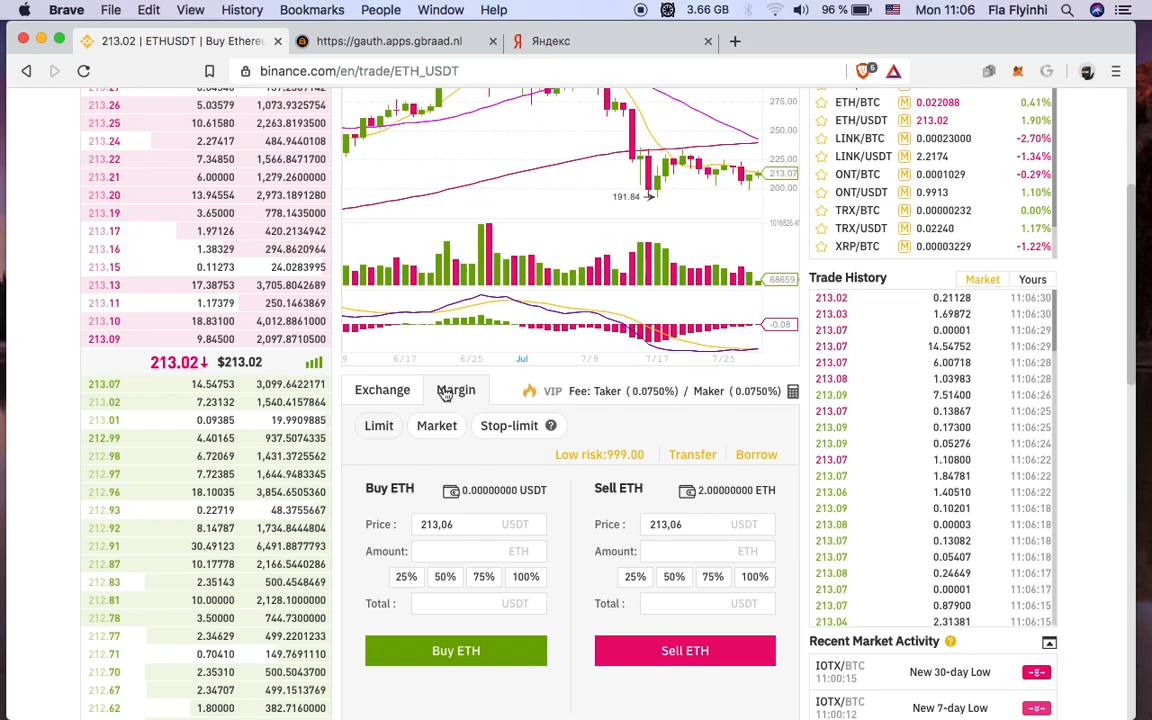 Brave File Edit View History Bookmarks People Window Help 3.66 GB 96 % Mon 11:06 Fla Flyinhi
213.02 | ETHUSDT | Buy Ethere
https://gauth.apps.gbraad.nl
Яндекс
binance.com/en/trade/ETH_USDT
5
213.26 5.03579 1,073.9325754
213.25 10.61580 2,263.8193500
213.24 2.27417 484.9440108
213.22 7.34850 1,566.8471700
213.21 6.00000 1,279.2600000
213.20 13.94554 2,973.1891280
213.19 3.65000 778.1435000
213.17 1.97126 420.2134942
213.16 1.38329 294.8620964
213.15 0.11273 24.0283995
213.13 17.38753 3,705.8042689
213.11 1.17379 250.1463869
213.10 18.83100 4,012.8861000
213.09 9.84500 2,097.8710500
213.02↓ $213.02
213.07 14.54753 3,099.6422171
213.02 7.23132 1,540.4157864
213.01 0.09385 19.9909885
212.99 4.40165 937.5074335
212.98 6.72069 1,431.3725562
212.97 7.72385 1,644.9483345
212.96 18.10035 3,854.6505360
212.93 0.22719 48.3755667
212.92 8.14787 1,734.8444804
212.91 30.49123 6,491.8877793
212.87 10.17778 2,166.5440286
212.83 2.35143 500.4548469
212.81 10.00000 2,128.1000000
212.78 3.50000 744.7300000
212.77 2.34629 499.2201233
212.71 0.70410 149.7691110
212.70 2.35310 500.5043700
212.67 2.34707 499.1513769
212.62 1.80000 382.7160000
275.00
250.00
225.00
213.07
200.00
191.84
1016826.45
68659
-0.08
9 6/17 6/25 Jul 7/9 7/17 7/25
Exchange Margin VIP Fee: Taker ( 0.0750% ) / Maker ( 0.0750% )
Limit Market Stop-limit ?
Low risk:999.00 Transfer Borrow
Buy ETH 0.00000000 USDT
Price : 213,06 USDT
Amount: ETH
25% 50% 75% 100%
Total : USDT
Buy ETH
Sell ETH 2.00000000 ETH
Price : 213,06 USDT
Amount: ETH
25% 50% 75% 100%
Total : USDT
Sell ETH
ETH/BTC M 0.022088 0.41%
ETH/USDT M 213.02 1.90%
LINK/BTC M 0.00023000 -2.70%
LINK/USDT M 2.2174 -1.34%
ONT/BTC M 0.0001029 -0.29%
ONT/USDT M 0.9913 1.10%
TRX/BTC M 0.00000232 0.00%
TRX/USDT M 0.02240 1.17%
XRP/BTC M 0.00003229 -1.22%
Trade History Market Yours
213.02 0.21128 11:06:30
213.03 1.69872 11:06:30
213.07 0.00001 11:06:29
213.07 14.54752 11:06:29
213.07 6.00718 11:06:29
213.08 1.03983 11:06:28
213.09 7.51400 11:06:26
213.07 0.13867 11:06:25
213.09 0.17300 11:06:25
213.09 0.05276 11:06:24
213.07 1.10800 11:06:22
213.07 1.84781 11:06:22
213.06 1.40510 11:06:22
213.09 0.10201 11:06:18
213.08 0.00003 11:06:18
213.07 0.13082 11:06:18
213.07 0.05407 11:06:18
213.08 0.24649 11:06:17
213.07 0.00001 11:06:17
213.07 0.87900 11:06:15
213.04 2.31381 11:06:15
Recent Market Activity ?
IOTX/BTC New 30-day Low
11:00:15
IOTX/BTC New 7-day Low
11:00:12